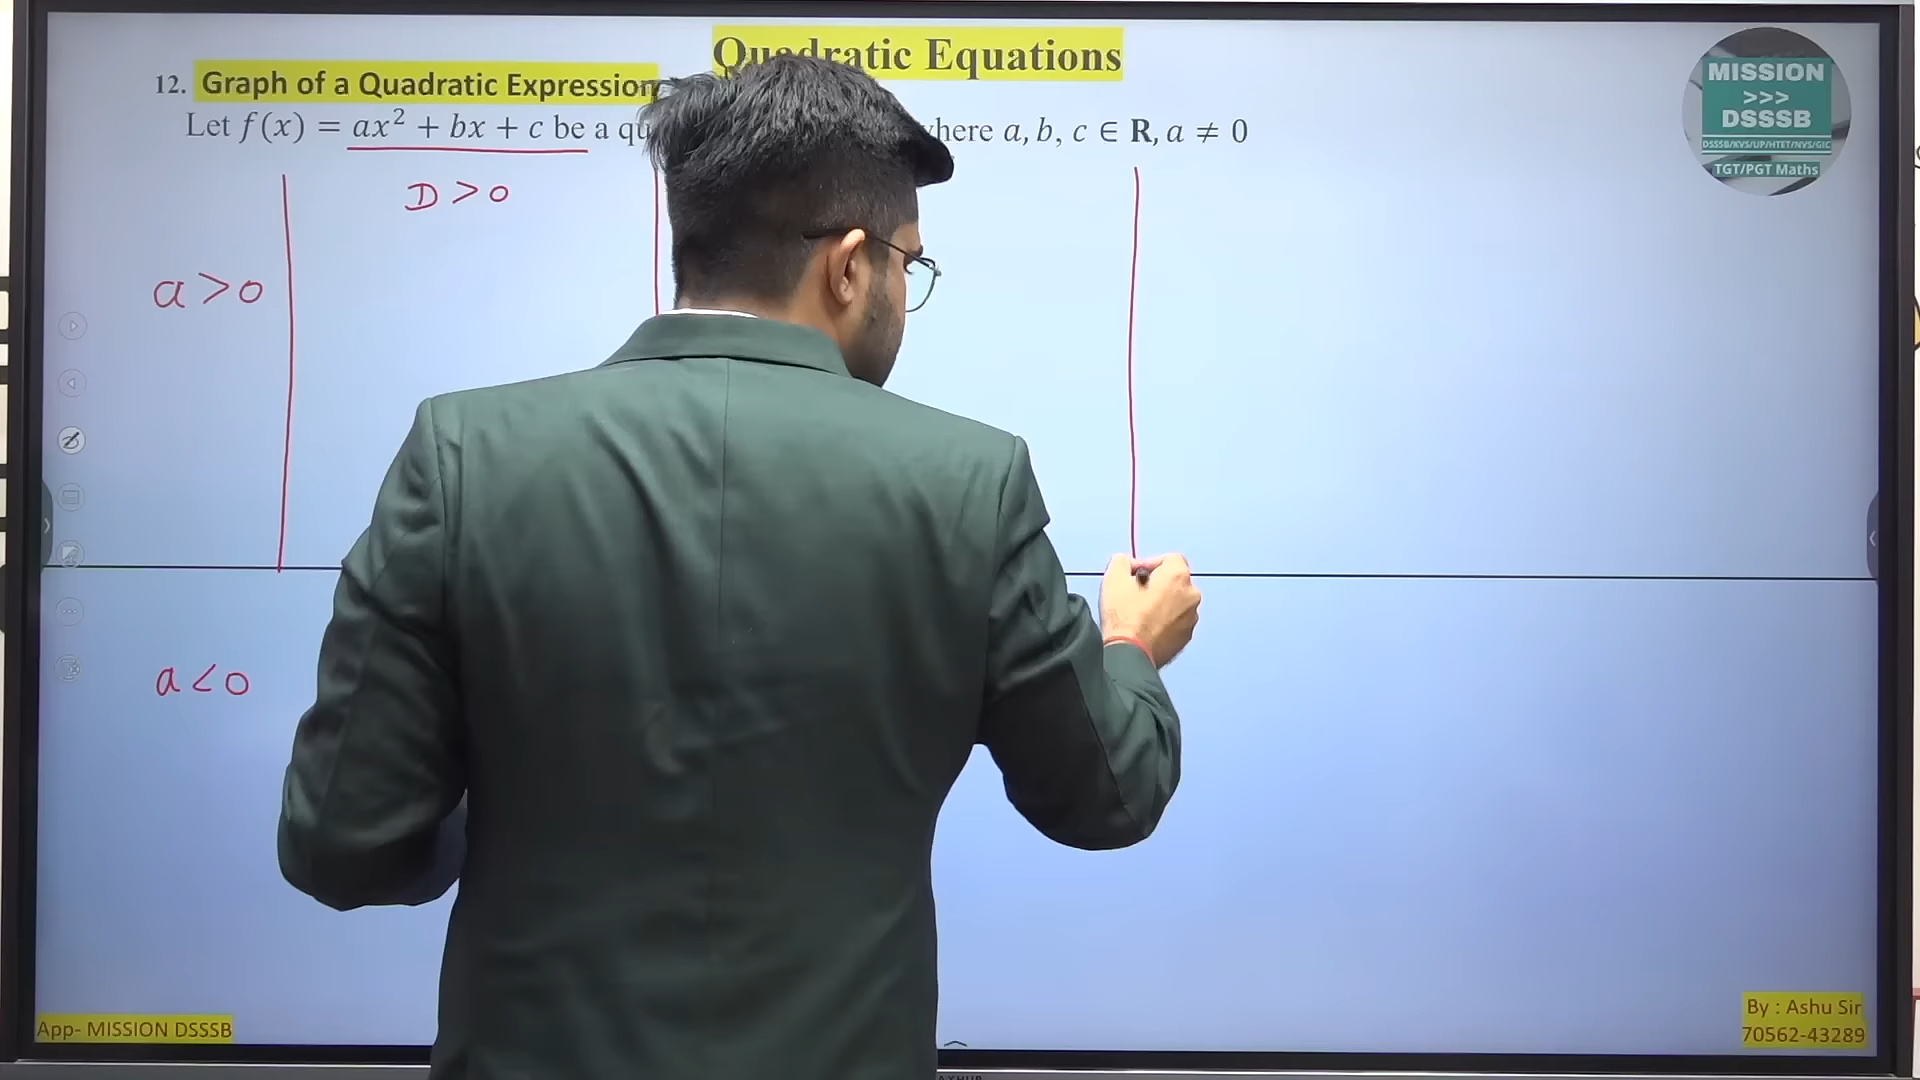 Quadratic Equations
12. Graph of a Quadratic Expression
Let f(x) = ax² + bx + c be a qu where a, b, c ∈ R, a ≠ 0
D > 0
a > 0
a < 0
MISSION
>>>
DSSSB
DSSSB/KVS/UP/HTET/NVS/GIC
TGT/PGT Maths
App- MISSION DSSSB
By : Ashu Sir
70562-43289